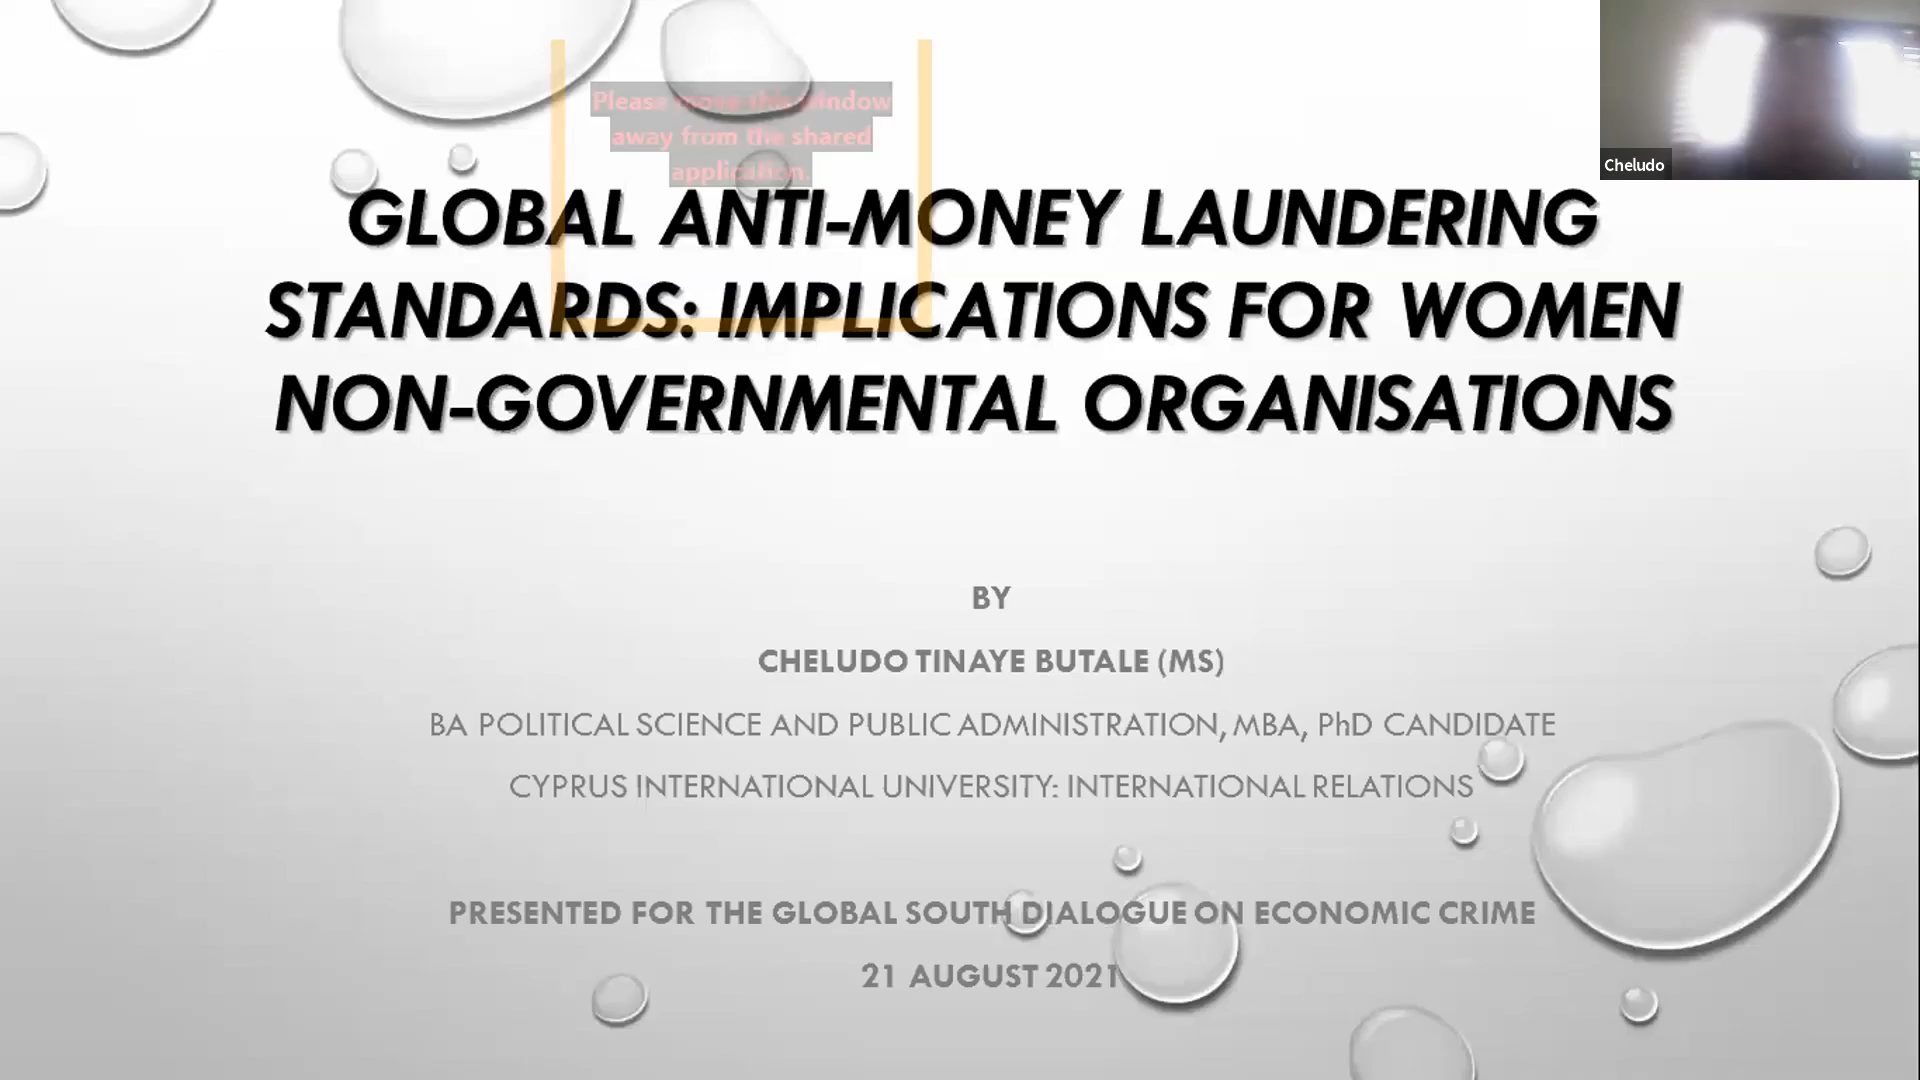 Please move this window
away from the shared
application.
Cheludo
GLOBAL ANTI-MONEY LAUNDERING
STANDARDS: IMPLICATIONS FOR WOMEN
NON-GOVERNMENTAL ORGANISATIONS
BY
CHELUDO TINAYE BUTALE (MS)
BA POLITICAL SCIENCE AND PUBLIC ADMINISTRATION, MBA, PhD CANDIDATE
CYPRUS INTERNATIONAL UNIVERSITY: INTERNATIONAL RELATIONS
PRESENTED FOR THE GLOBAL SOUTH DIALOGUE ON ECONOMIC CRIME
21 AUGUST 2021